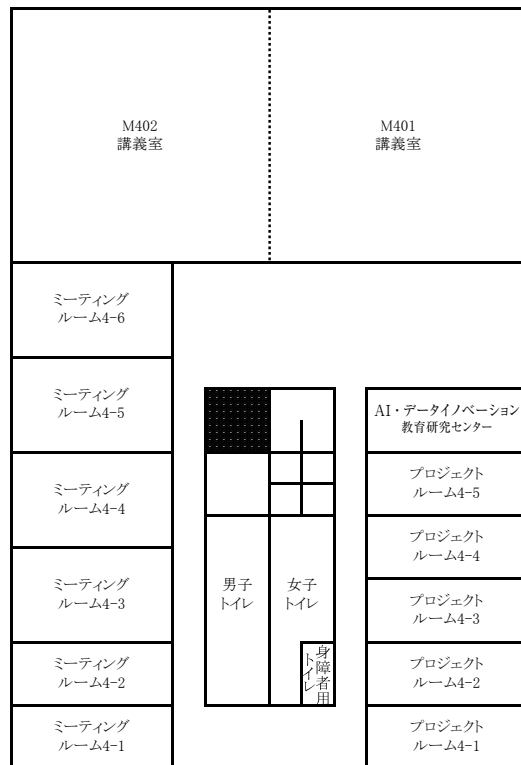 M402
講義室
M401
講義室
ミーティング
ルーム4-6
ミーティング
ルーム4-5
ミーティング
ルーム4-4
ミーティング
ルーム4-3
ミーティング
ルーム4-2
ミーティング
ルーム4-1
男子
トイレ
女子
トイレ
身障者用
トイレ
AI・データイノベーション
教育研究センター
プロジェクト
ルーム4-5
プロジェクト
ルーム4-4
プロジェクト
ルーム4-3
プロジェクト
ルーム4-2
プロジェクト
ルーム4-1